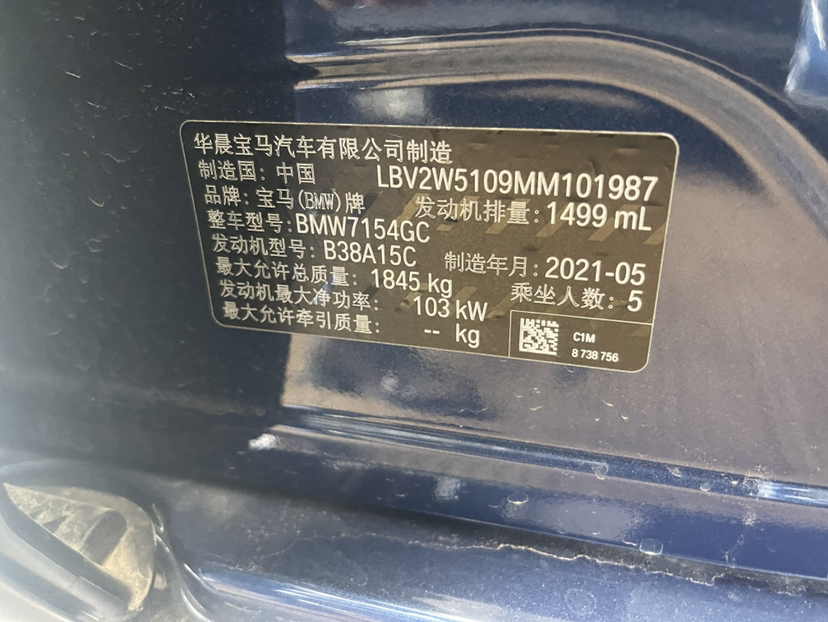 华晨宝马汽车有限公司制造
制造国：中国 LBV2W5109MM101987
品牌：宝马(BMW)牌 发动机排量：1499 mL
整车型号：BMW7154GC
发动机型号：B38A15C 制造年月：2021-05
最大允许总质量：1845 kg 乘坐人数：5
发动机最大净功率：103 kW
最大允许牵引质量：-- kg
C1M
8 738 756